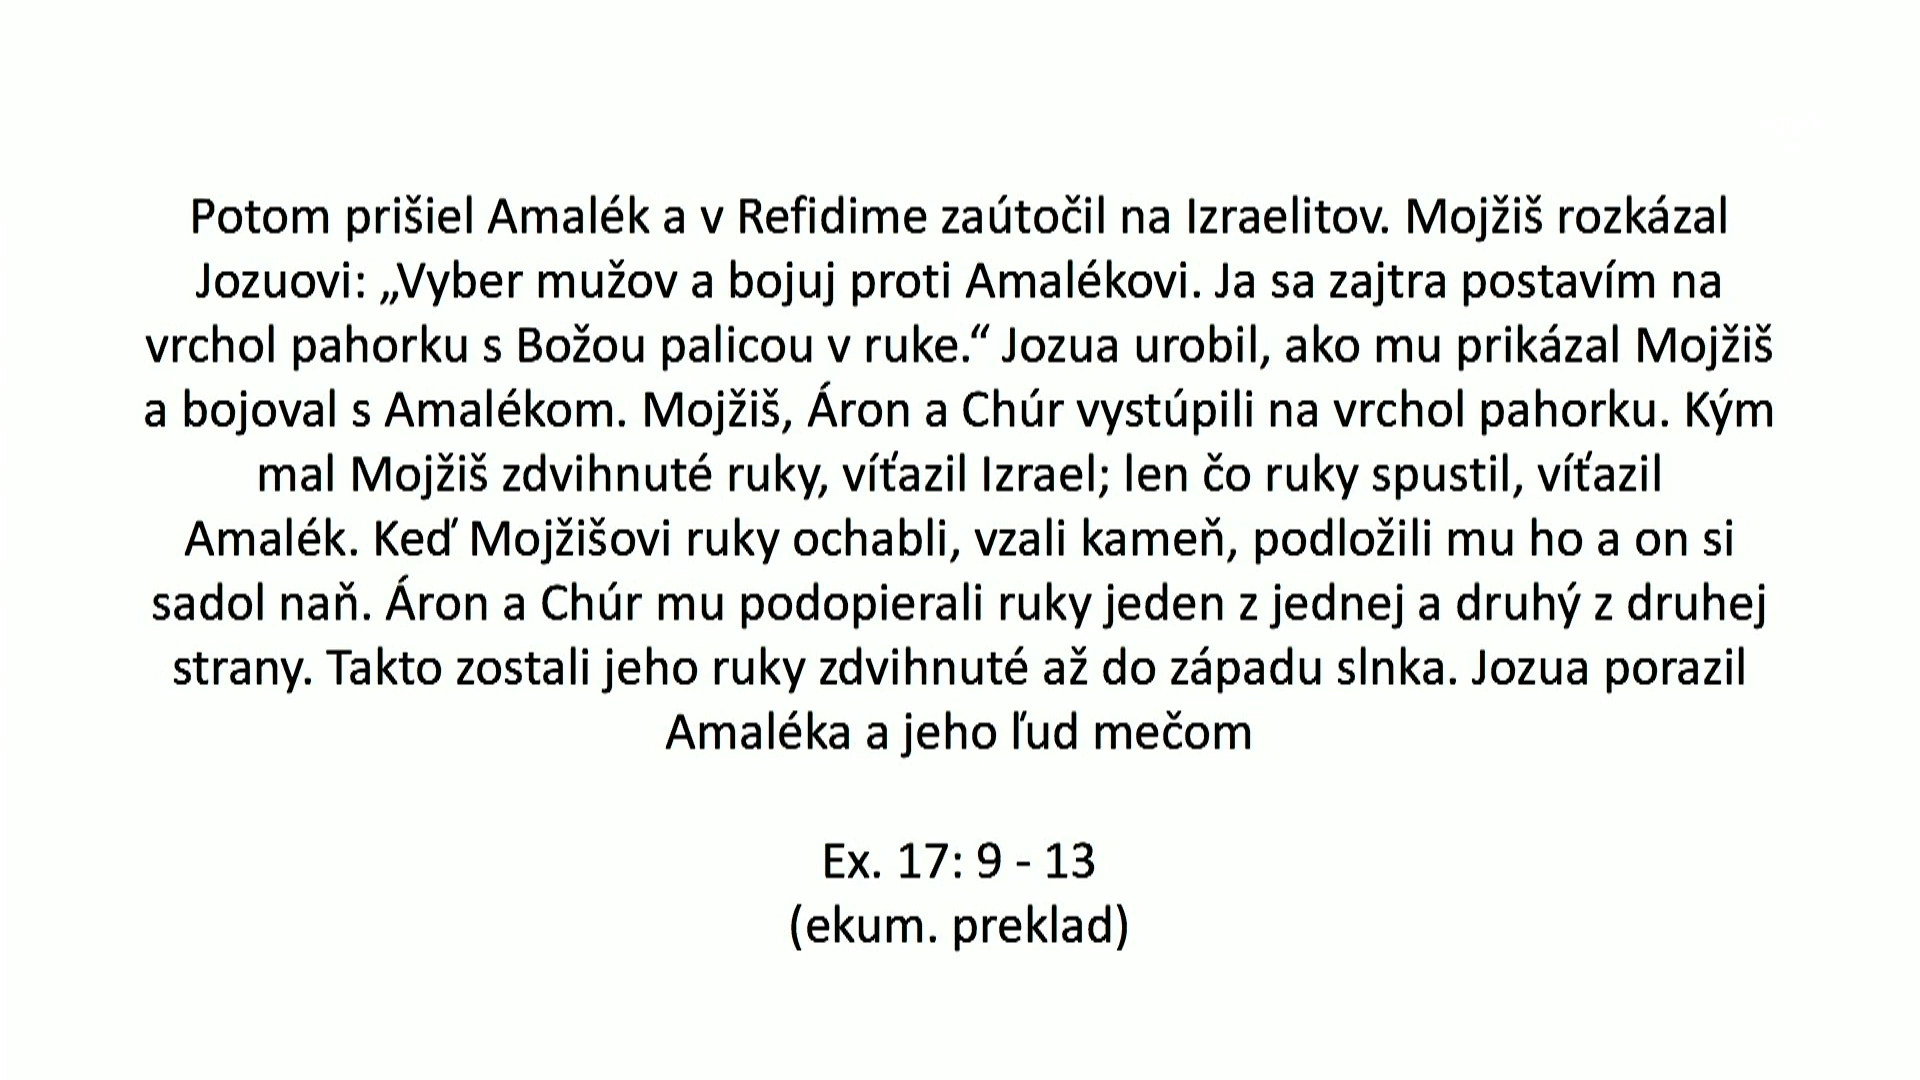 Potom prišiel Amalék a v Refidime zaútočil na Izraelitov. Mojžiš rozkázal
Jozuovi: „Vyber mužov a bojuj proti Amalékovi. Ja sa zajtra postavím na
vrchol pahorku s Božou palicou v ruke.“ Jozua urobil, ako mu prikázal Mojžiš
a bojoval s Amalékom. Mojžiš, Áron a Chúr vystúpili na vrchol pahorku. Kým
mal Mojžiš zdvihnuté ruky, víťazil Izrael; len čo ruky spustil, víťazil
Amalék. Keď Mojžišovi ruky ochabli, vzali kameň, podložili mu ho a on si
sadol naň. Áron a Chúr mu podopierali ruky jeden z jednej a druhý z druhej
strany. Takto zostali jeho ruky zdvihnuté až do západu slnka. Jozua porazil
Amaléka a jeho ľud mečom
Ex. 17: 9 - 13
(ekum. preklad)